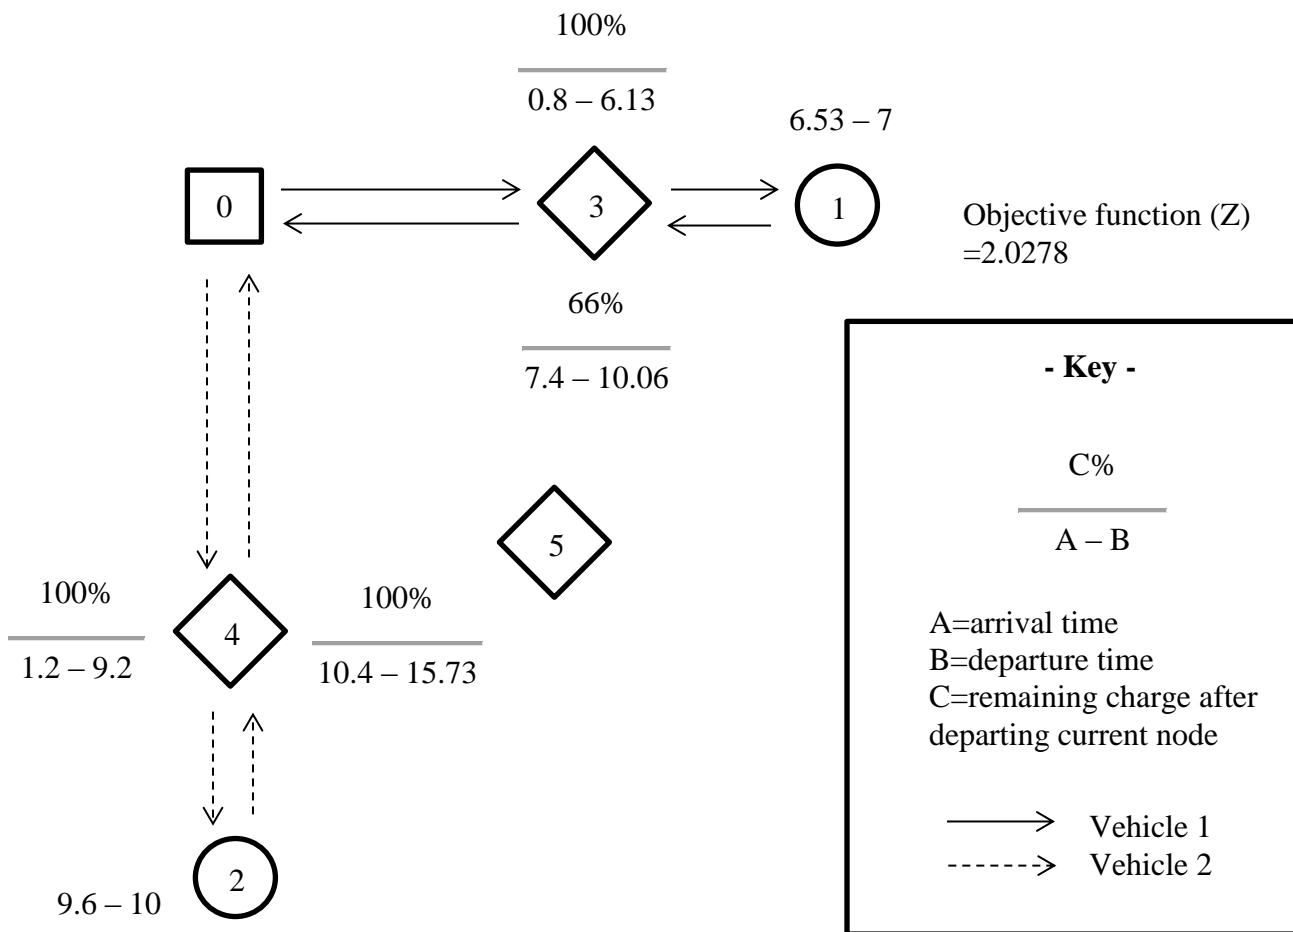 100%
0.8 – 6.13
6.53 – 7
0
3
1
Objective function (Z)
=2.0278
66%
7.4 – 10.06
- Key -
C%
A – B
5
100%
1.2 – 9.2
4
100%
10.4 – 15.73
A=arrival time
B=departure time
C=remaining charge after
departing current node
Vehicle 1
Vehicle 2
2
9.6 – 10